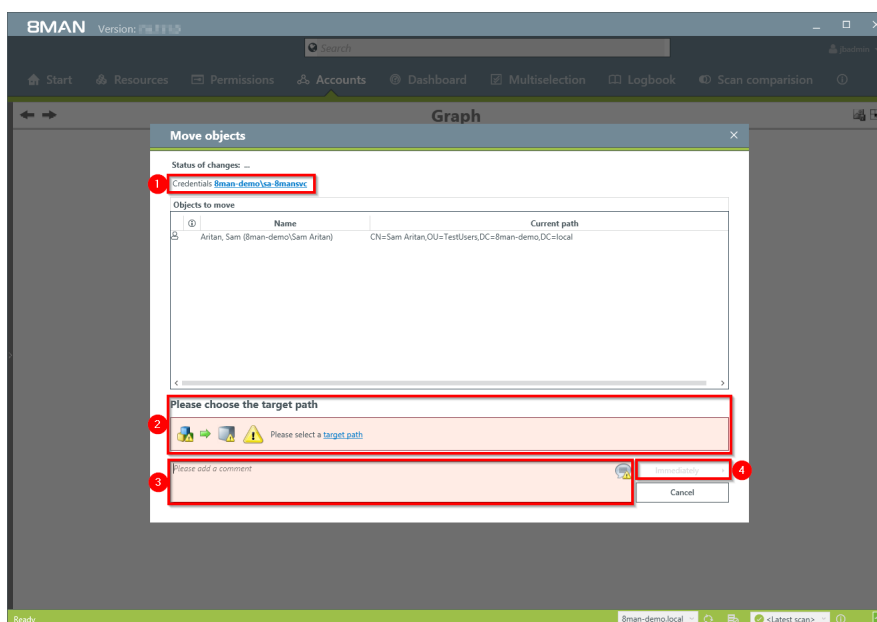 8MAN Version:
Search
jbadmin
Start Resources Permissions Accounts Dashboard Multiselection Logbook Scan comparision
Graph
Move objects
Status of changes: ...
1
Credentials 8man-demo\sa-8mansvc
Objects to move
Name Current path
Aritan, Sam (8man-demo\Sam Aritan) CN=Sam Aritan,OU=TestUsers,DC=8man-demo,DC=local
Please choose the target path
2
Please select a target path
3
Please add a comment
Immediately
4
Cancel
Ready
8man-demo.local
<Latest scan>